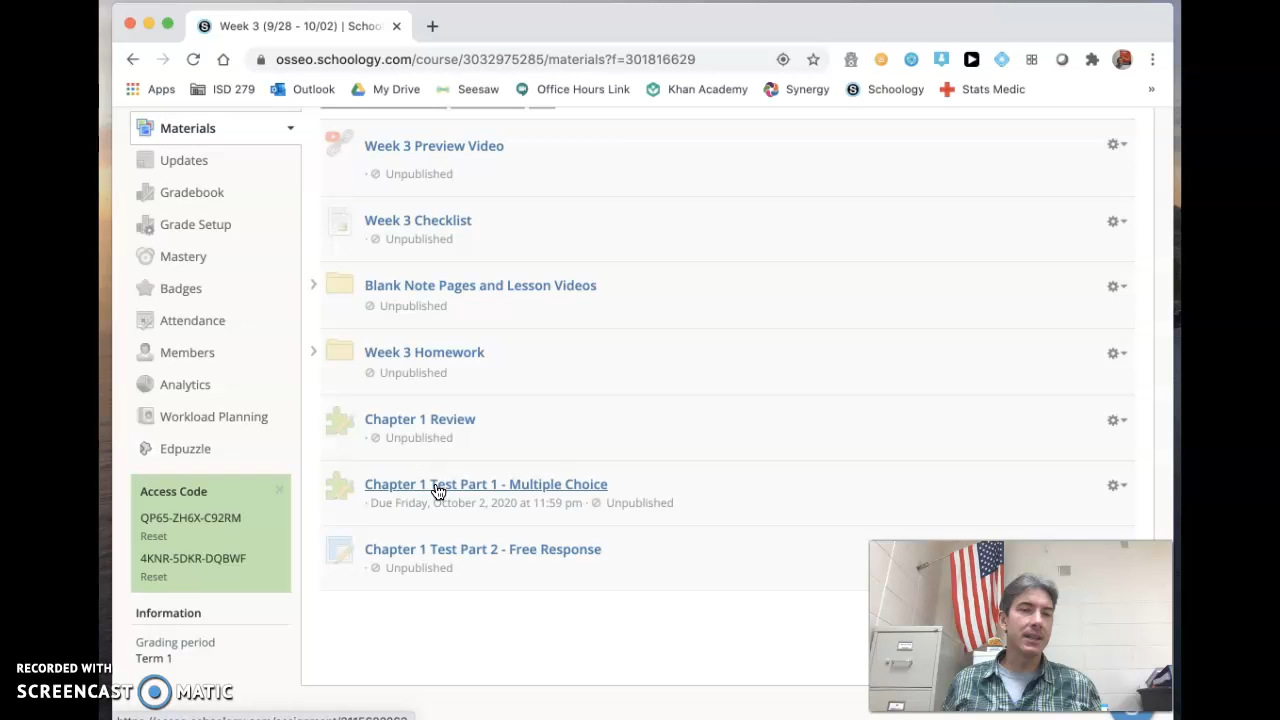 Week 3 (9/28 - 10/02) | Schoo
osseo.schoology.com/course/3032975285/materials?f=301816629
Apps ISD 279 Outlook My Drive Seesaw Office Hours Link Khan Academy Synergy Schoology Stats Medic »
Materials
Updates
Gradebook
Grade Setup
Mastery
Badges
Attendance
Members
Analytics
Workload Planning
Edpuzzle
Access Code
QP65-ZH6X-C92RM
Reset
4KNR-5DKR-DQBWF
Reset
Information
Grading period
Term 1
Week 3 Preview Video
· Unpublished
Week 3 Checklist
· Unpublished
Blank Note Pages and Lesson Videos
Unpublished
Week 3 Homework
Unpublished
Chapter 1 Review
· Unpublished
Chapter 1 Test Part 1 - Multiple Choice
· Due Friday, October 2, 2020 at 11:59 pm · Unpublished
Chapter 1 Test Part 2 - Free Response
· Unpublished
RECORDED WITH
SCREENCAST MATIC